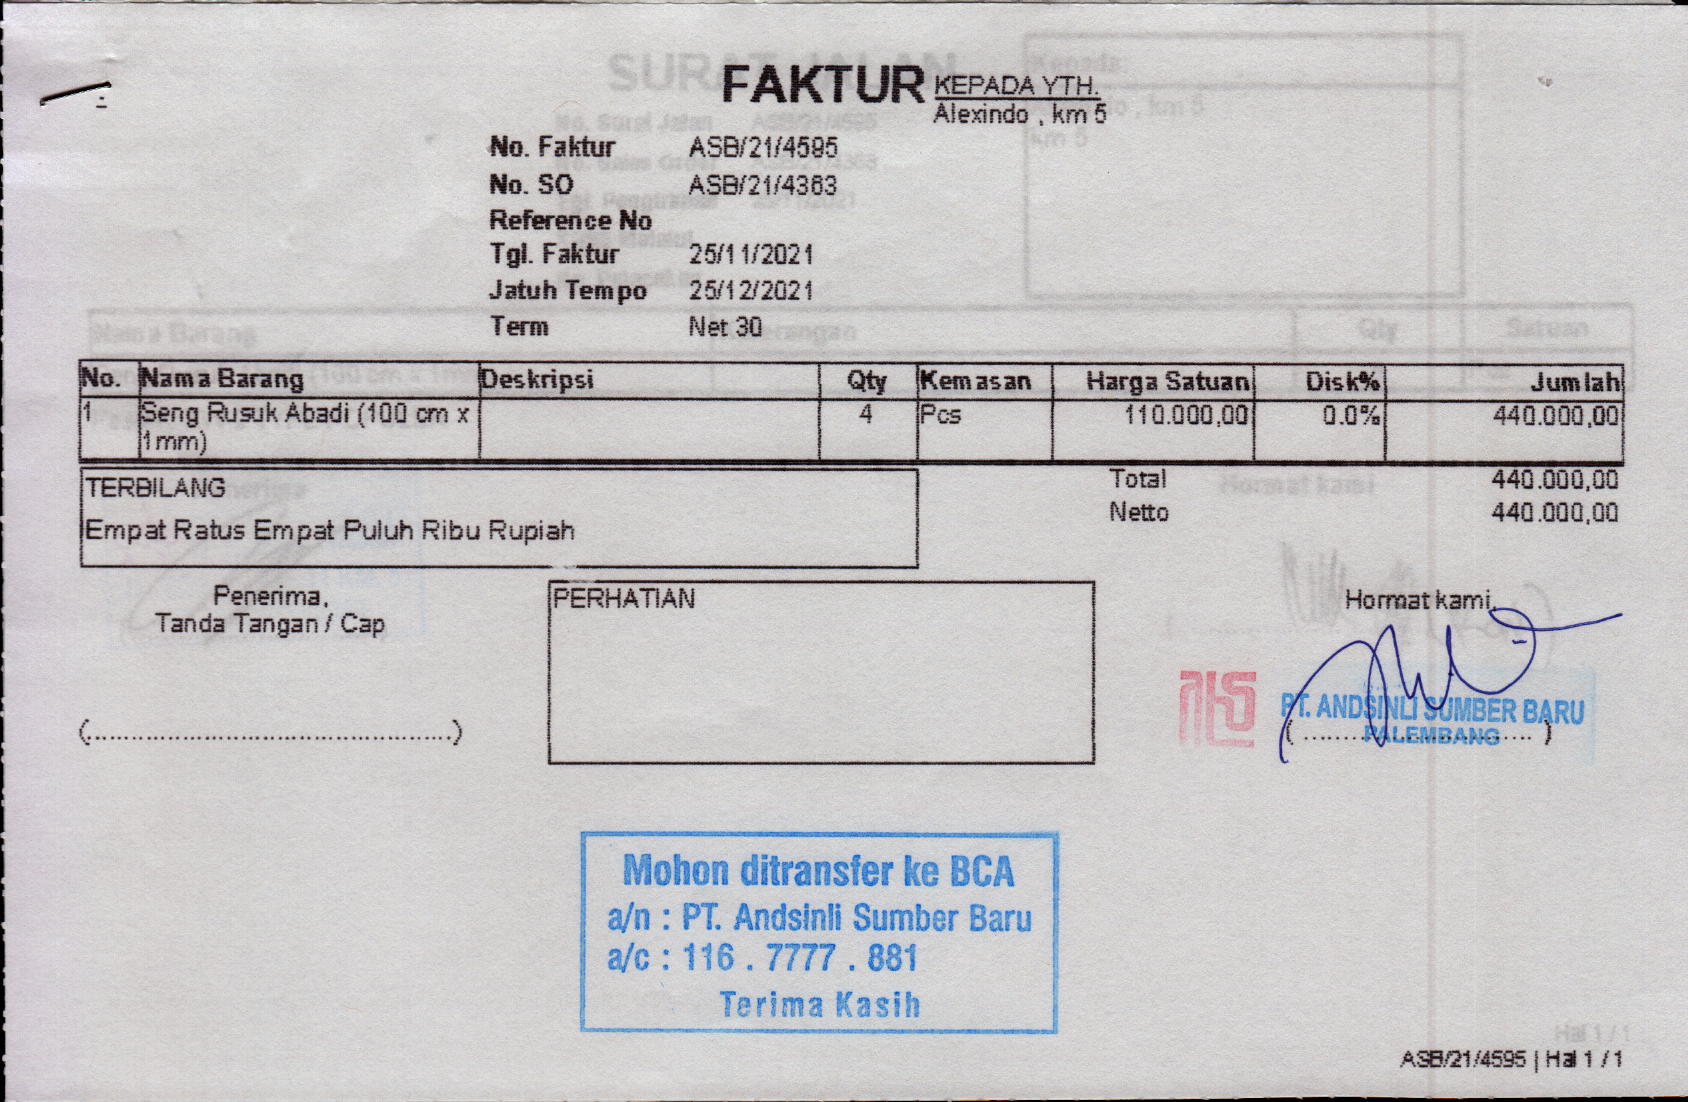 FAKTUR
KEPADA YTH.
Alexindo , km 5
No. Faktur ASB/21/4595
No. SO ASB/21/4363
Reference No
Tgl. Faktur 25/11/2021
Jatuh Tempo 25/12/2021
Term Net 30
No. Nama Barang Deskripsi Qty Kemasan Harga Satuan Disk% Jumlah
1 Seng Rusuk Abadi (100 cm x 4 Pcs 110.000,00 0.0% 440.000,00
1mm)
TERBILANG
Empat Ratus Empat Puluh Ribu Rupiah
Total 440.000,00
Netto 440.000,00
Penerima,
Tanda Tangan / Cap
(...........................................)
PERHATIAN
Hormat kami,
PT. ANDSINLI SUMBER BARU
PALEMBANG
Mohon ditransfer ke BCA
a/n : PT. Andsinli Sumber Baru
a/c : 116 . 7777 . 881
Terima Kasih
ASB/21/4595 | Hal 1 / 1